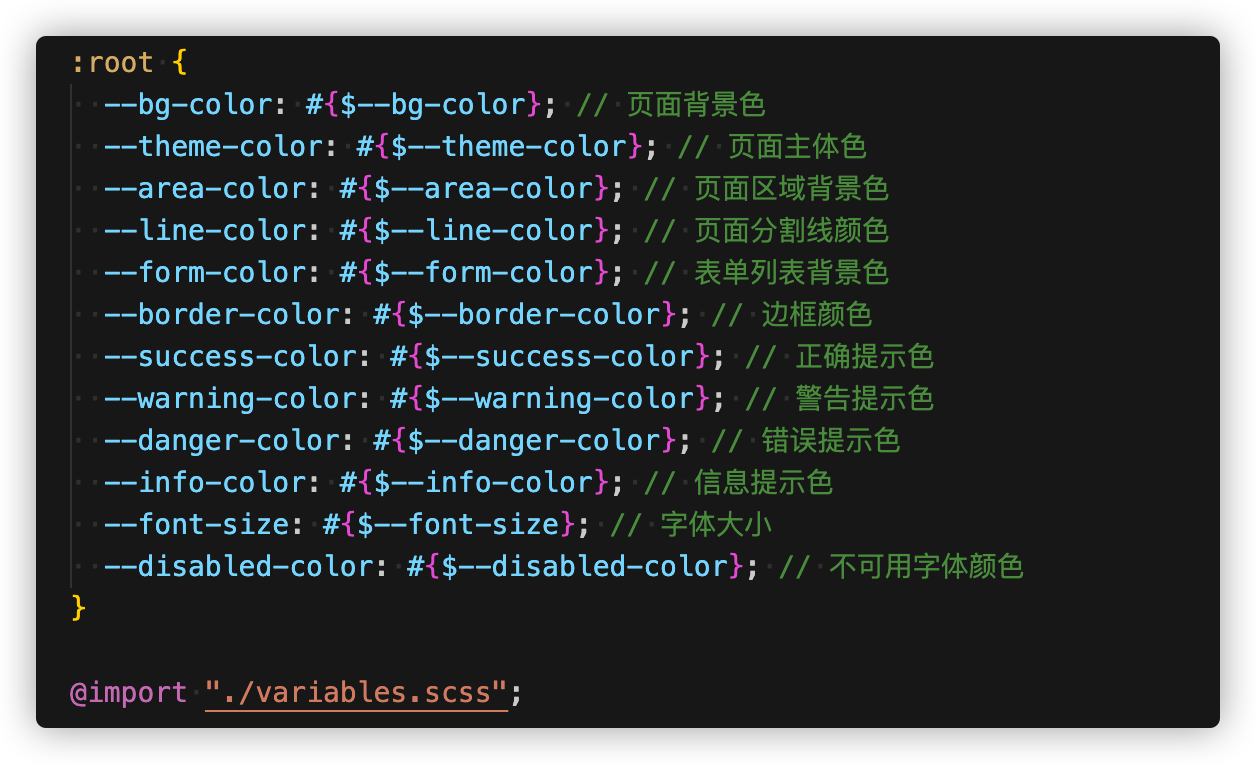 :root {
  --bg-color: #{$--bg-color}; // 页面背景色
  --theme-color: #{$--theme-color}; // 页面主体色
  --area-color: #{$--area-color}; // 页面区域背景色
  --line-color: #{$--line-color}; // 页面分割线颜色
  --form-color: #{$--form-color}; // 表单列表背景色
  --border-color: #{$--border-color}; // 边框颜色
  --success-color: #{$--success-color}; // 正确提示色
  --warning-color: #{$--warning-color}; // 警告提示色
  --danger-color: #{$--danger-color}; // 错误提示色
  --info-color: #{$--info-color}; // 信息提示色
  --font-size: #{$--font-size}; // 字体大小
  --disabled-color: #{$--disabled-color}; // 不可用字体颜色
}

@import "./variables.scss";